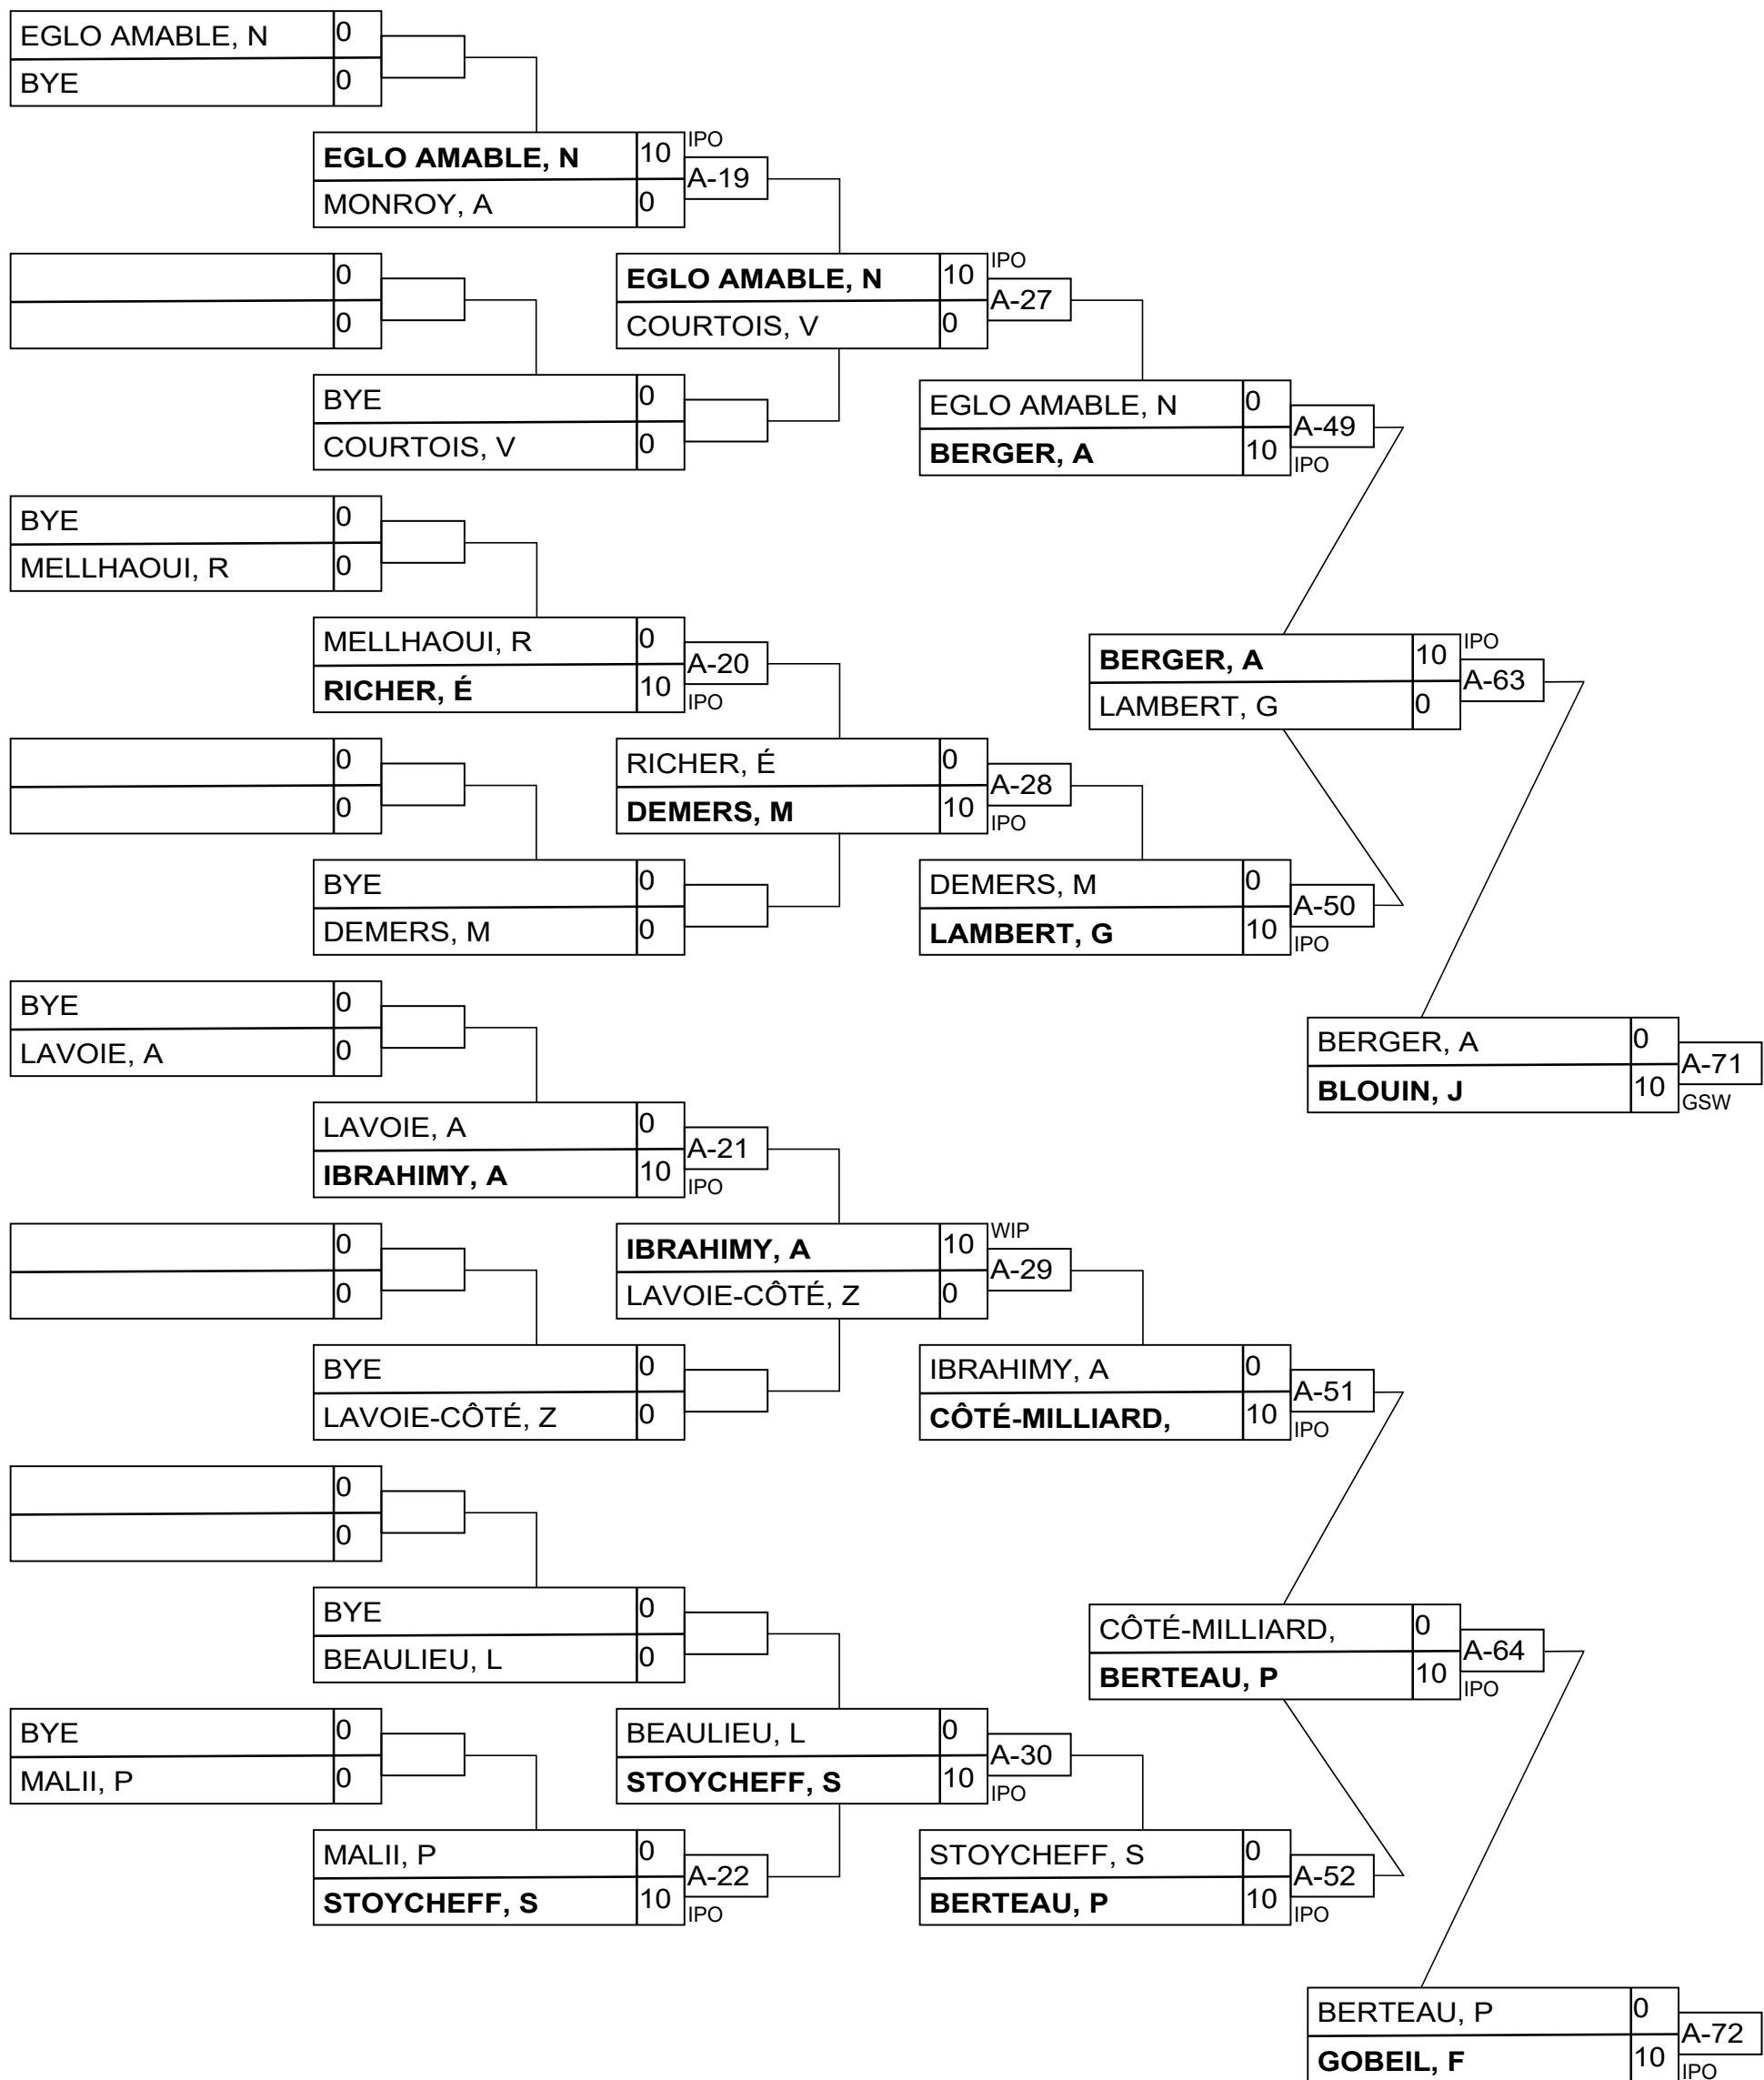 EGLO AMABLE, N 0
BYE 0
EGLO AMABLE, N 10 IPO
A-19
MONROY, A 0
0
0
EGLO AMABLE, N 10 IPO
A-27
COURTOIS, V 0
BYE 0
COURTOIS, V 0
EGLO AMABLE, N 0
A-49
BERGER, A 10 IPO
BYE 0
MELLHAOUI, R 0
MELLHAOUI, R 0
A-20
RICHER, É 10 IPO
BERGER, A 10 IPO
A-63
LAMBERT, G 0
0
0
RICHER, É 0
A-28
DEMERS, M 10 IPO
BYE 0
DEMERS, M 0
DEMERS, M 0
A-50
LAMBERT, G 10 IPO
BYE 0
LAVOIE, A 0
BERGER, A 0
A-71
BLOUIN, J 10 GSW
LAVOIE, A 0
A-21
IBRAHIMY, A 10 IPO
0
0
IBRAHIMY, A 10 WIP
A-29
LAVOIE-CÔTÉ, Z 0
BYE 0
LAVOIE-CÔTÉ, Z 0
IBRAHIMY, A 0
A-51
CÔTÉ-MILLIARD, 10 IPO
0
0
BYE 0
BEAULIEU, L 0
CÔTÉ-MILLIARD, 0
A-64
BERTEAU, P 10 IPO
BYE 0
MALII, P 0
BEAULIEU, L 0
A-30
STOYCHEFF, S 10 IPO
MALII, P 0
A-22
STOYCHEFF, S 10 IPO
STOYCHEFF, S 0
A-52
BERTEAU, P 10 IPO
BERTEAU, P 0
A-72
GOBEIL, F 10 IPO